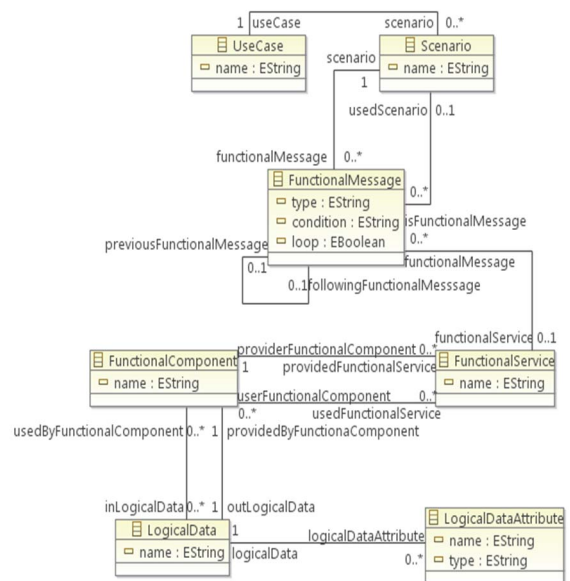 1 useCase scenario 0..*
UseCase
name : EString
Scenario
name : EString
scenario
1
usedScenario 0..1
functionalMessage 0..*
FunctionalMessage
type : EString
condition : EString
loop : EBoolean
0..*
isFunctionalMessage
0..*
functionalMessage
previousFunctionalMessage
0..1
0..1 followingFunctionalMesssage
functionalService 0..1
FunctionalComponent
name : EString
providerFunctionalComponent 0..*
1 providedFunctionalService
userFunctionalComponent 0..*
0..* usedFunctionalService
FunctionalService
name : EString
usedByFunctionalComponent 0..* 1 providedByFunctionaComponent
inLogicalData 0..* 1 outLogicalData
LogicalData
name : EString
1
logicalData
logicalDataAttribute
0..*
LogicalDataAttribute
name : EString
type : EString